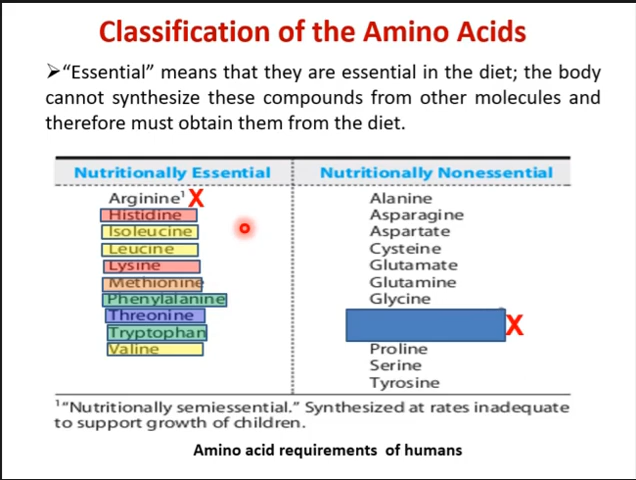 Classification of the Amino Acids
➢“Essential” means that they are essential in the diet; the body
cannot synthesize these compounds from other molecules and
therefore must obtain them from the diet.
Nutritionally Essential
Arginine¹ X
Histidine
Isoleucine
Leucine
Lysine
Methionine
Phenylalanine
Threonine
Tryptophan
Valine
Nutritionally Nonessential
Alanine
Asparagine
Aspartate
Cysteine
Glutamate
Glutamine
Glycine
X
Proline
Serine
Tyrosine
¹“Nutritionally semiessential.” Synthesized at rates inadequate
to support growth of children.
Amino acid requirements of humans